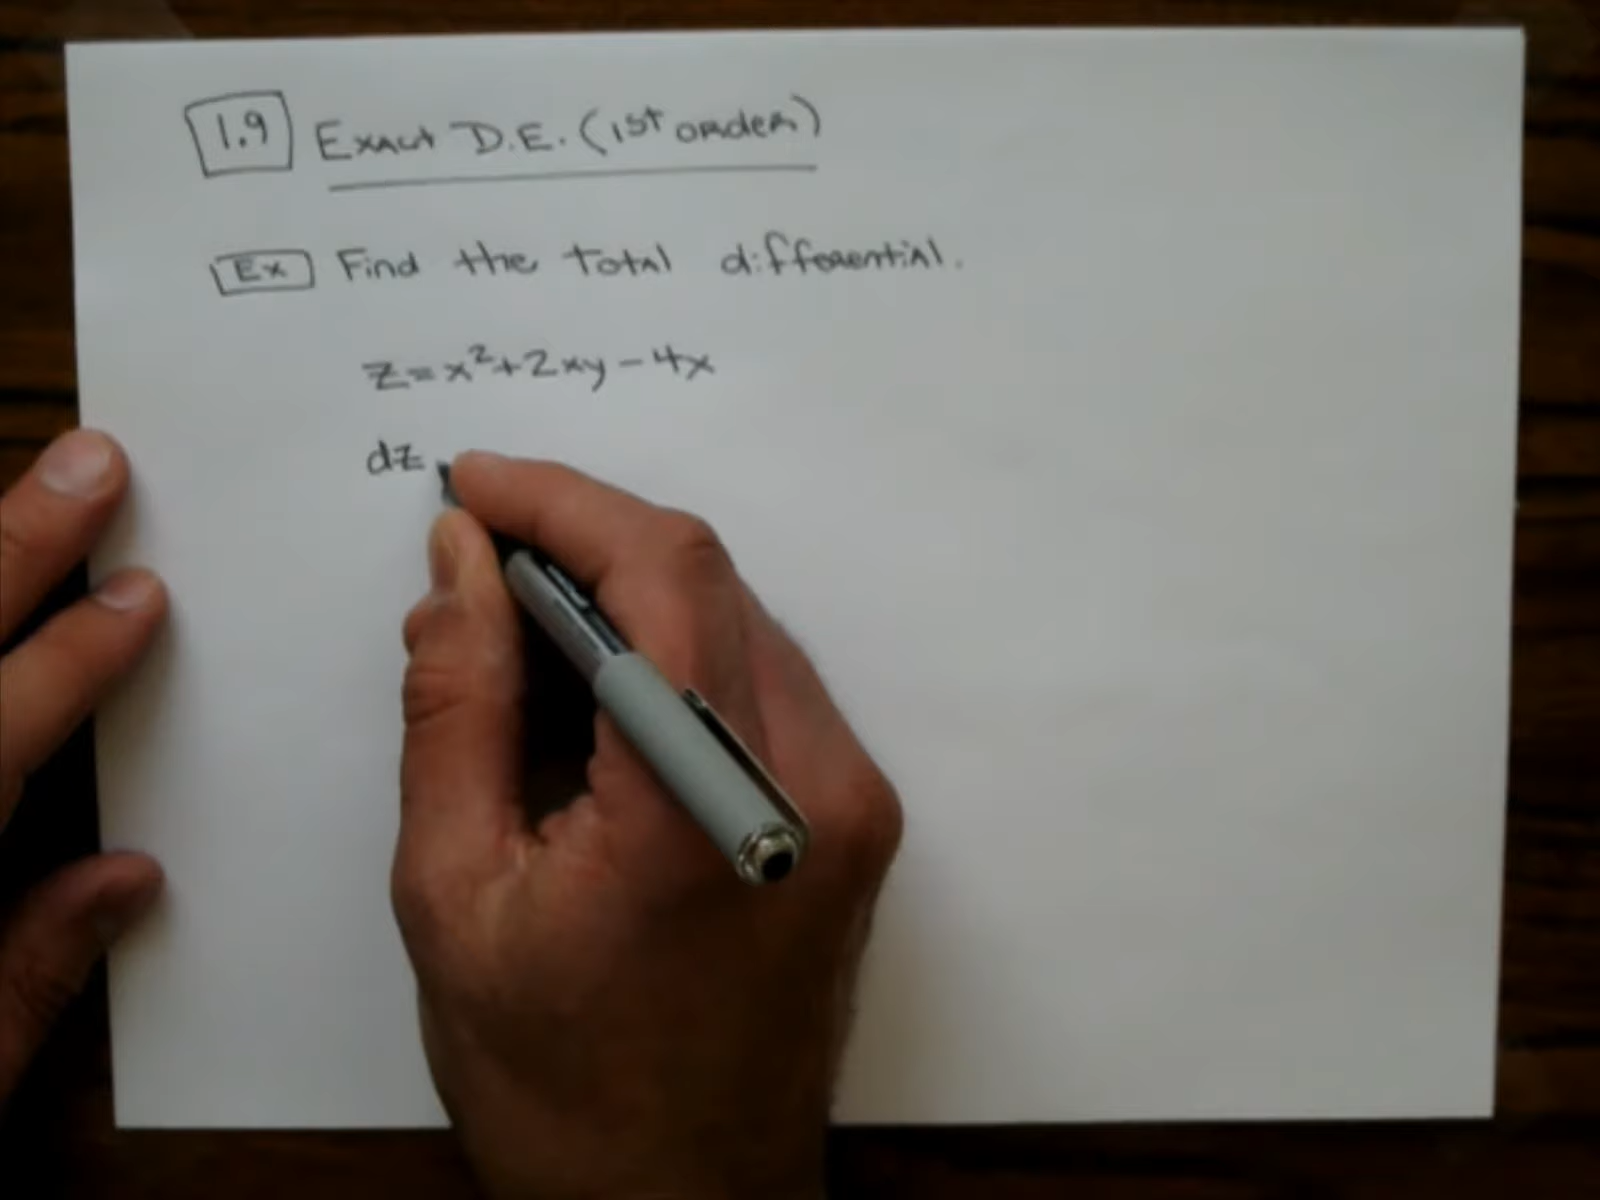 1.9 Exact D.E. (1st order)
Ex Find the total differential.
z=x²+2xy-4x
dz